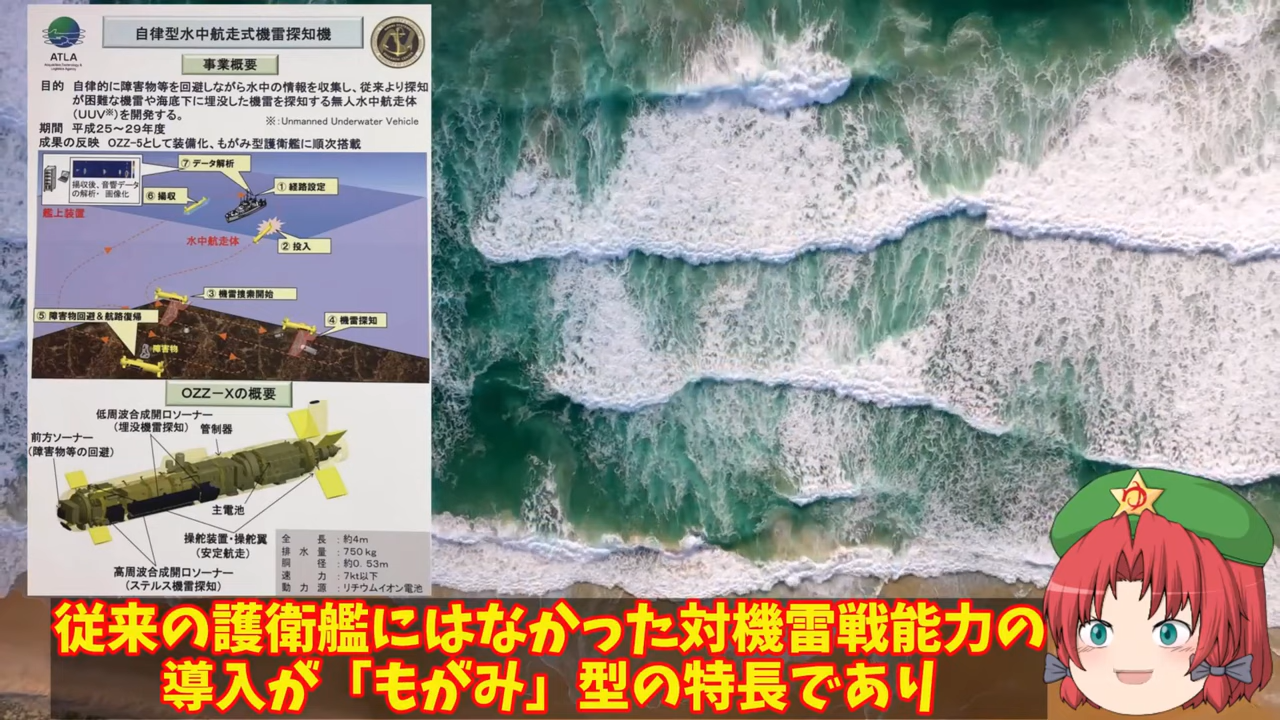 ATLA
自律型水中航走式機雷探知機
事業概要
目的 自律的に障害物等を回避しながら水中の情報を収集し、従来より探知
が困難な機雷や海底下に埋没した機雷を探知する無人水中航走体
(UUV※)を開発する。
※:Unmanned Underwater Vehicle
期間 平成25～29年度
成果の反映 OZZ-5として装備化、もがみ型護衛艦に順次搭載
⑦ データ解析
揚収後、音響データ
の解析・画像化
艦上装置
⑥ 揚収
① 経路設定
水中航走体
② 投入
③ 機雷捜索開始
⑤ 障害物回避＆航路復帰
④ 機雷探知
障害物
OZZ－Xの概要
低周波合成開口ソーナー
(埋没機雷探知)
管制器
前方ソーナー
(障害物等の回避)
主電池
操舵装置・操舵翼
(安定航走)
高周波合成開口ソーナー
(ステルス機雷探知)
全長 : 約4m
排水量 : 750kg
胴径 : 約0.53m
速力 : 7kt以下
動力源 : リチウムイオン電池
従来の護衛艦にはなかった対機雷戦能力の
導入が「もがみ」型の特長であり